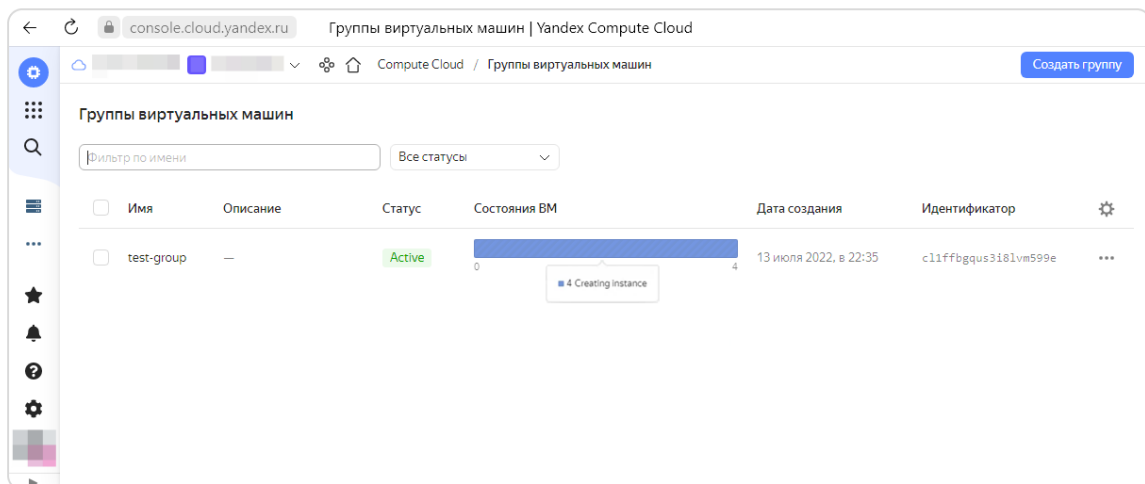 console.cloud.yandex.ru Группы виртуальных машин | Yandex Compute Cloud
Compute Cloud / Группы виртуальных машин Создать группу
Группы виртуальных машин
Фильтр по имени Все статусы
Имя Описание Статус Состояния ВМ Дата создания Идентификатор
test-group — Active 13 июля 2022, в 22:35 cl1ffbgqus3i8lvm599e
0 4
4 Creating instance